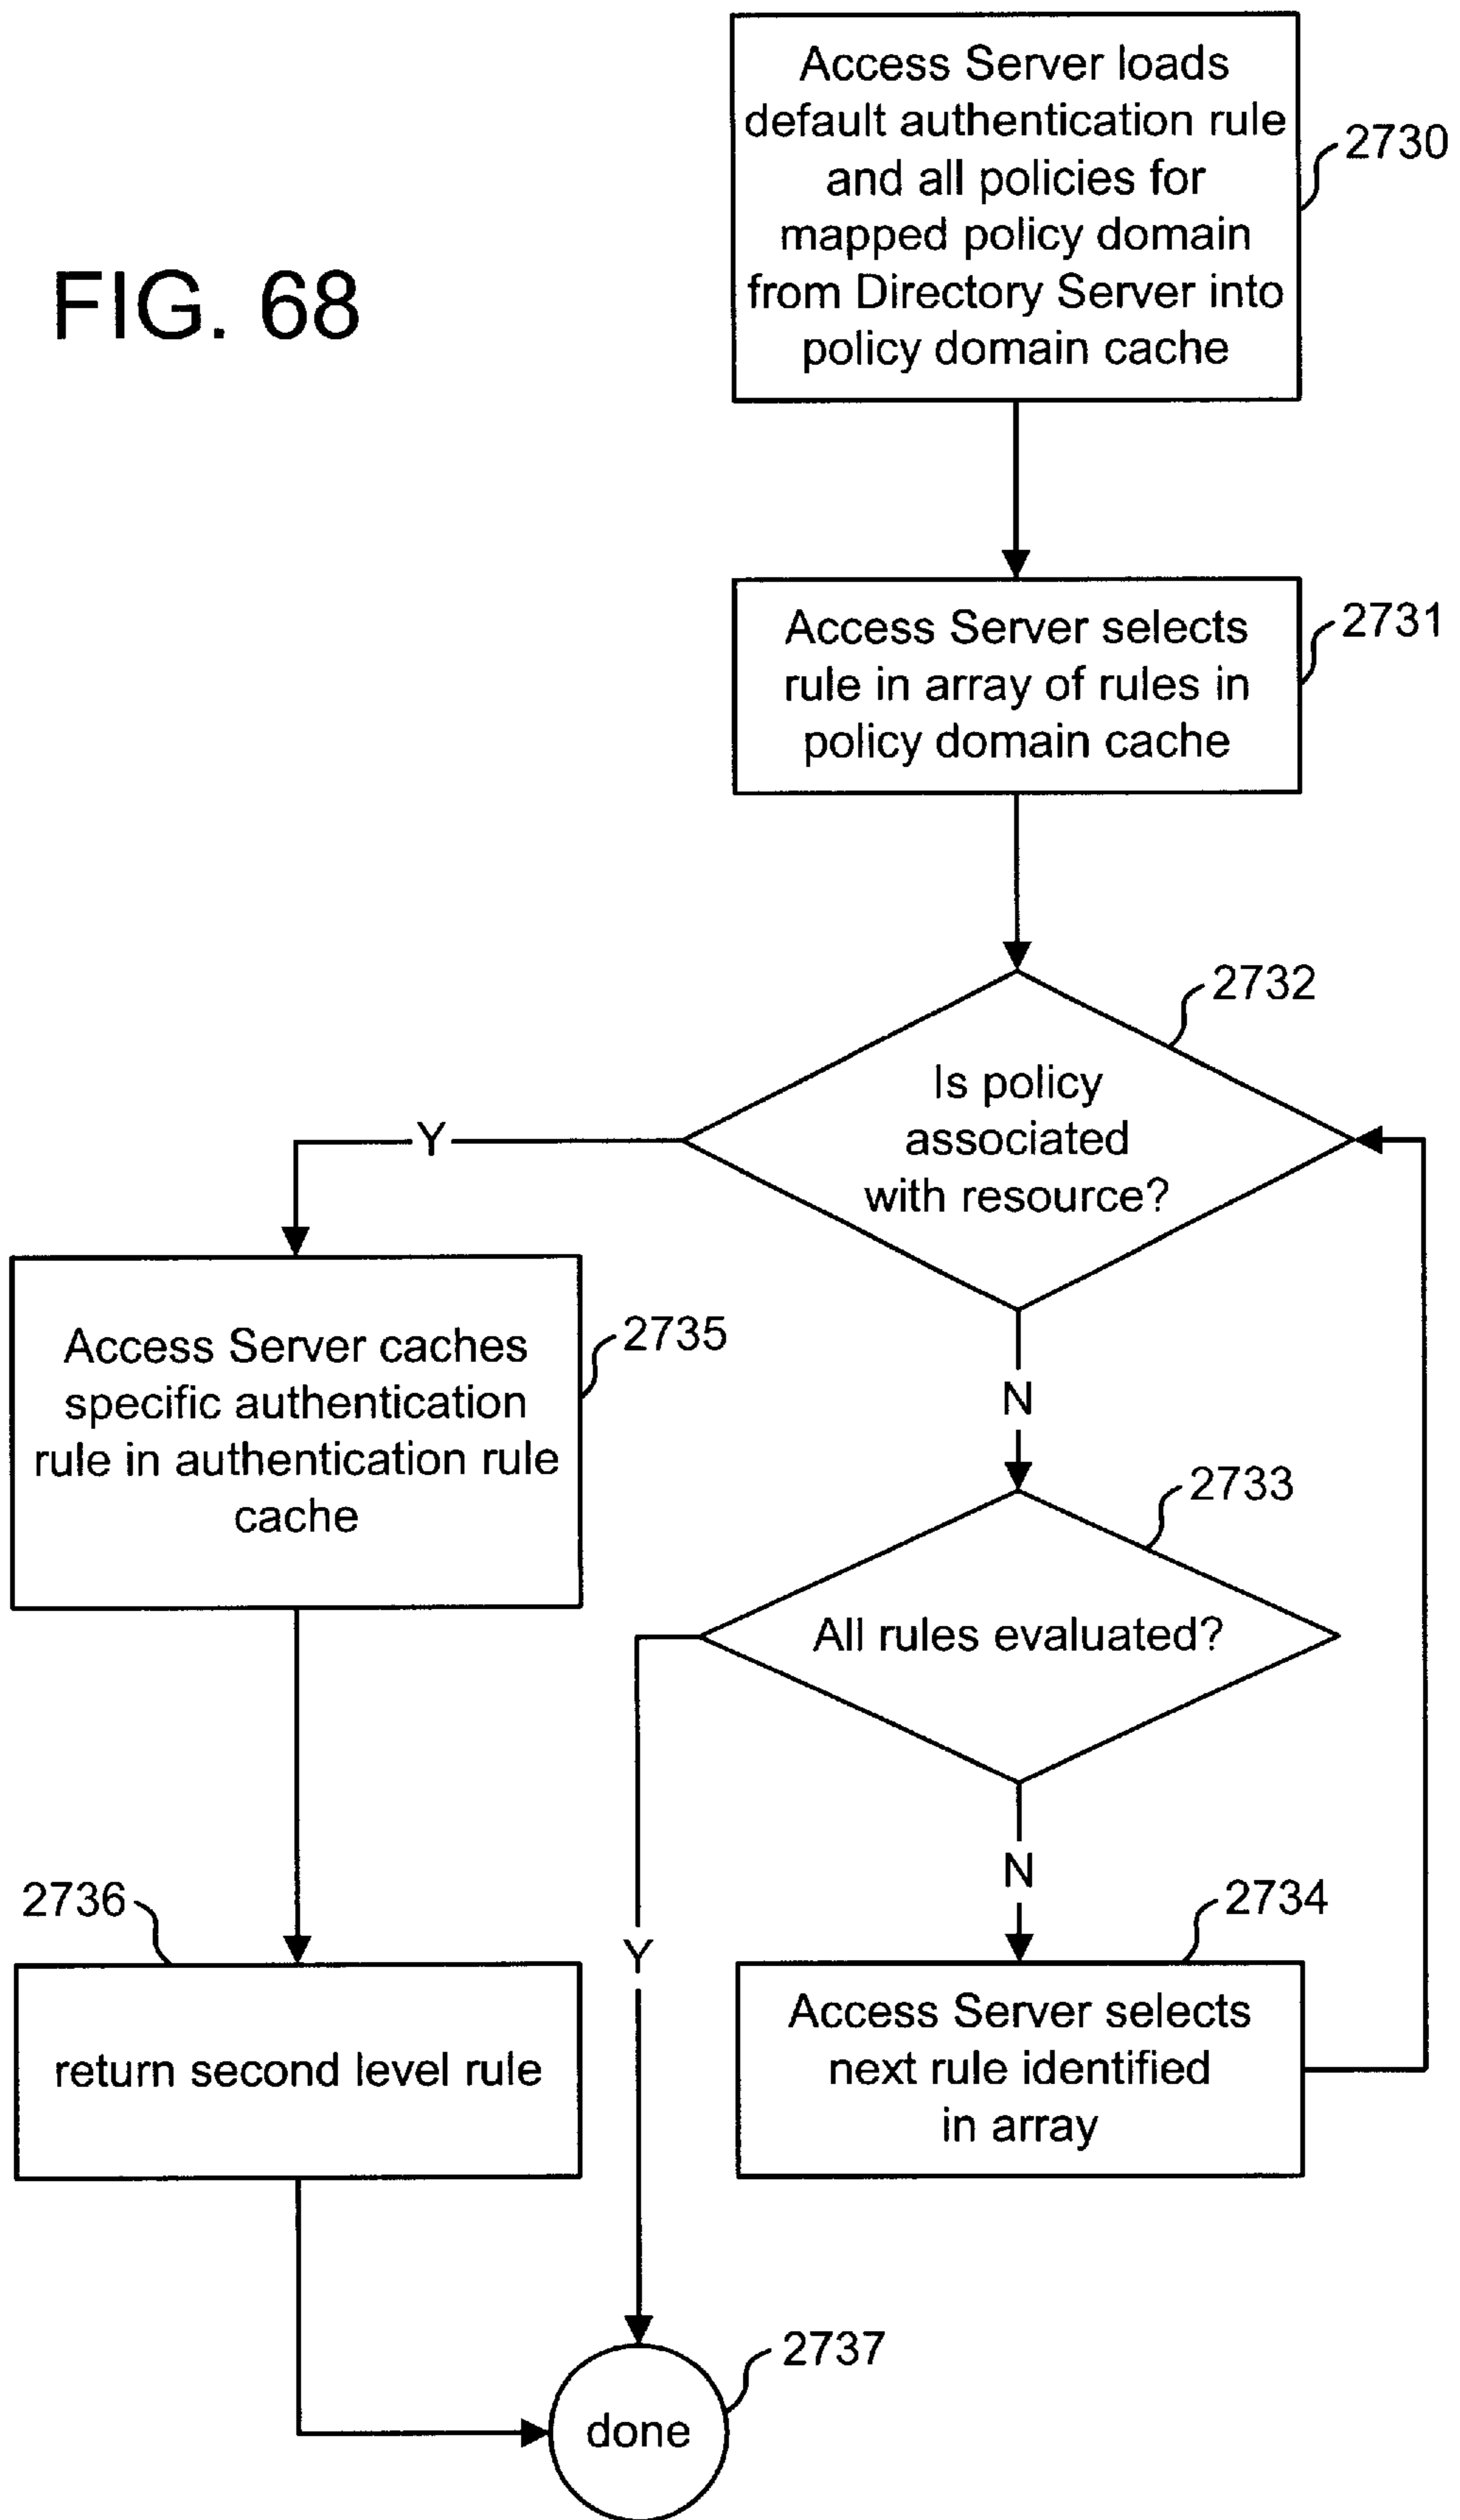 Access Server loads
default authentication rule
and all policies for
mapped policy domain
from Directory Server into
policy domain cache
2730
FIG. 68
Access Server selects
rule in array of rules in
policy domain cache
2731
2732
Is policy
associated
with resource?
Y
N
Access Server caches
specific authentication
rule in authentication rule
cache
2735
2733
All rules evaluated?
N
Y
2736
return second level rule
2734
Access Server selects
next rule identified
in array
2737
done